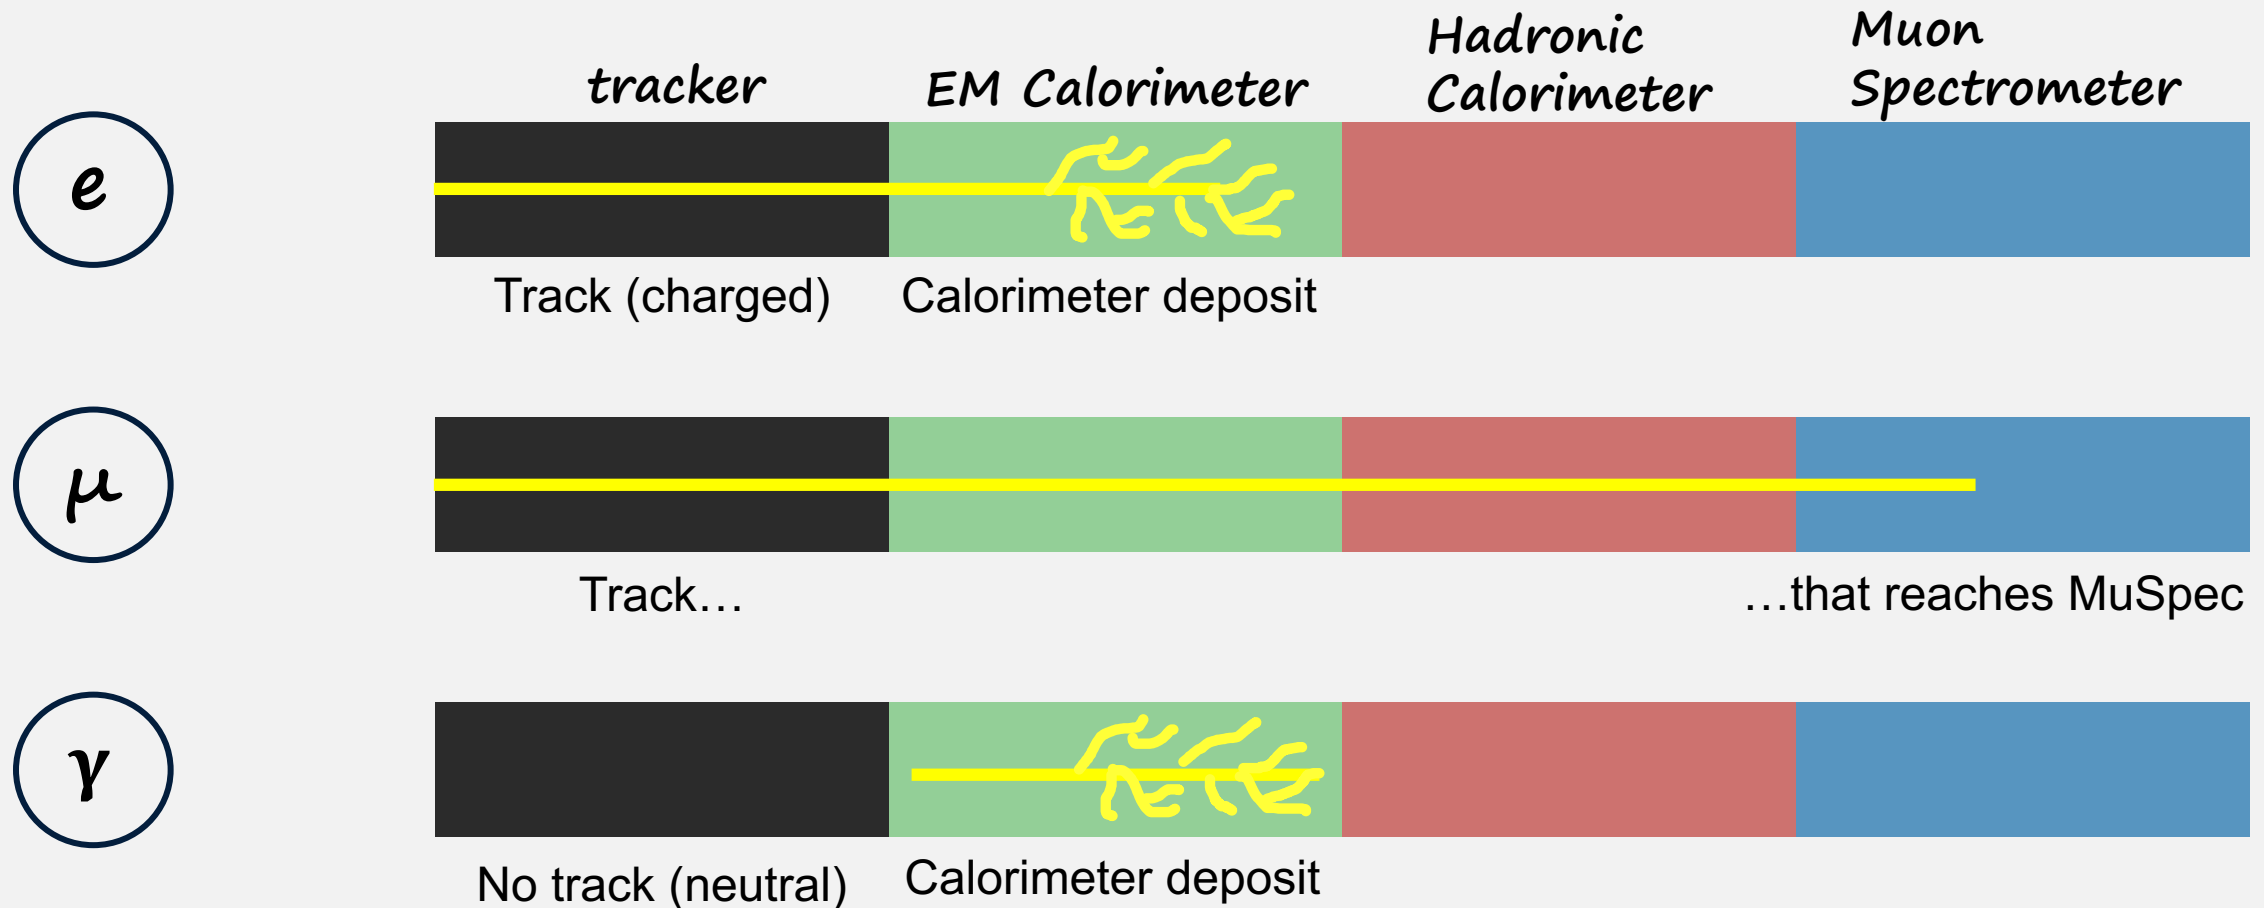 tracker
EM Calorimeter
Hadronic
Calorimeter
Muon
Spectrometer
e
Track (charged)
Calorimeter deposit
μ
Track…
…that reaches MuSpec
γ
No track (neutral)
Calorimeter deposit